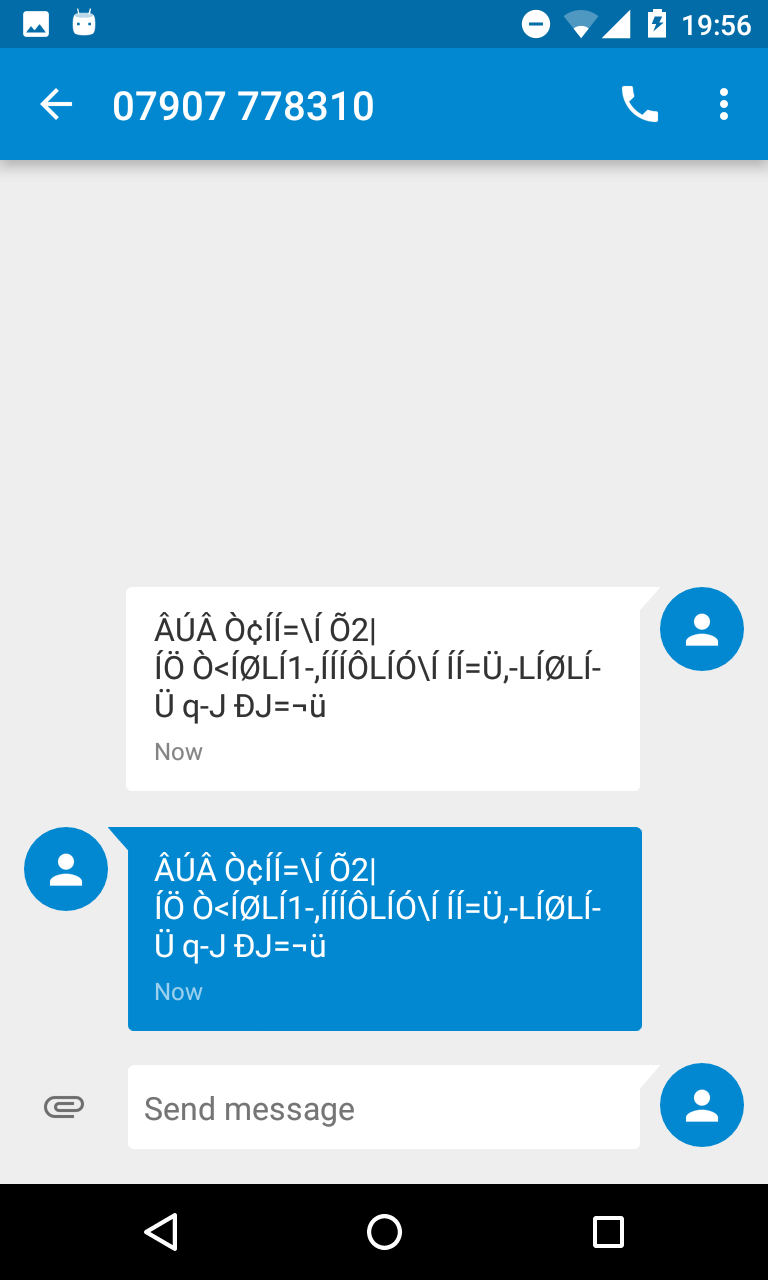 19:56
07907 778310
ÂÚÂ Ò¢ÍÍ=\Í Õ2|
ÍÖ Ò<ÍØLÍ1-,ÍÍÍÔLÍÓ\Í ÍÍ=Ü,-LÍØLÍ-
Ü q-J ÐJ=¬ü
Now
ÂÚÂ Ò¢ÍÍ=\Í Õ2|
ÍÖ Ò<ÍØLÍ1-,ÍÍÍÔLÍÓ\Í ÍÍ=Ü,-LÍØLÍ-
Ü q-J ÐJ=¬ü
Now
Send message